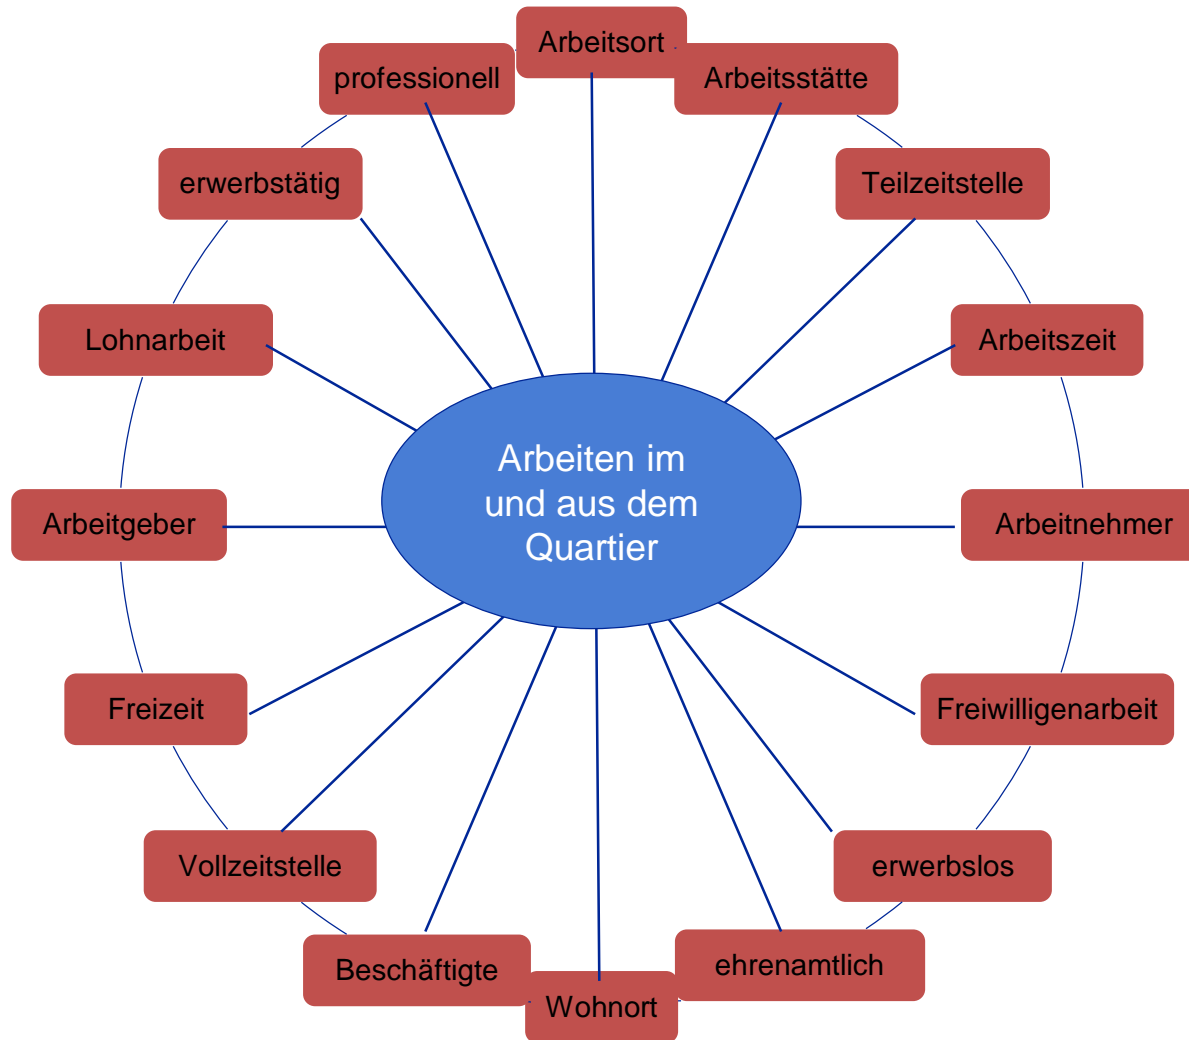 Arbeitsort
professionell
Arbeitsstätte
erwerbstätig
Teilzeitstelle
Lohnarbeit
Arbeitszeit
Arbeiten im
und aus dem
Quartier
Arbeitgeber
Arbeitnehmer
Freizeit
Freiwilligenarbeit
Vollzeitstelle
erwerbslos
Beschäftigte
ehrenamtlich
Wohnort